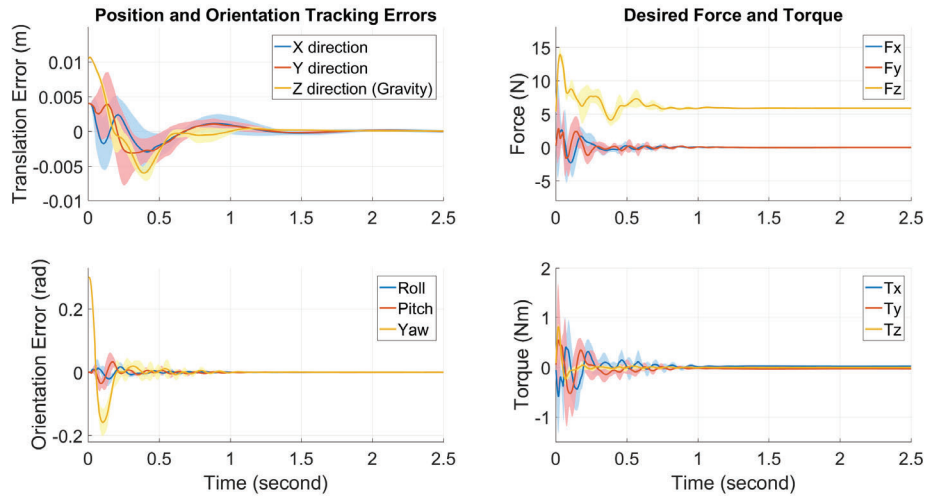 Position and Orientation Tracking Errors
Translation Error (m)
0.01
0.005
0
-0.005
-0.01
X direction
Y direction
Z direction (Gravity)
0 0.5 1 1.5 2 2.5
Desired Force and Torque
Force (N)
15
10
5
0
-5
Fx
Fy
Fz
0 0.5 1 1.5 2 2.5
Time (second)
Orientation Error (rad)
0.2
0
-0.2
Roll
Pitch
Yaw
0 0.5 1 1.5 2 2.5
Time (second)
Torque (Nm)
2
1
0
-1
Tx
Ty
Tz
0 0.5 1 1.5 2 2.5
Time (second)